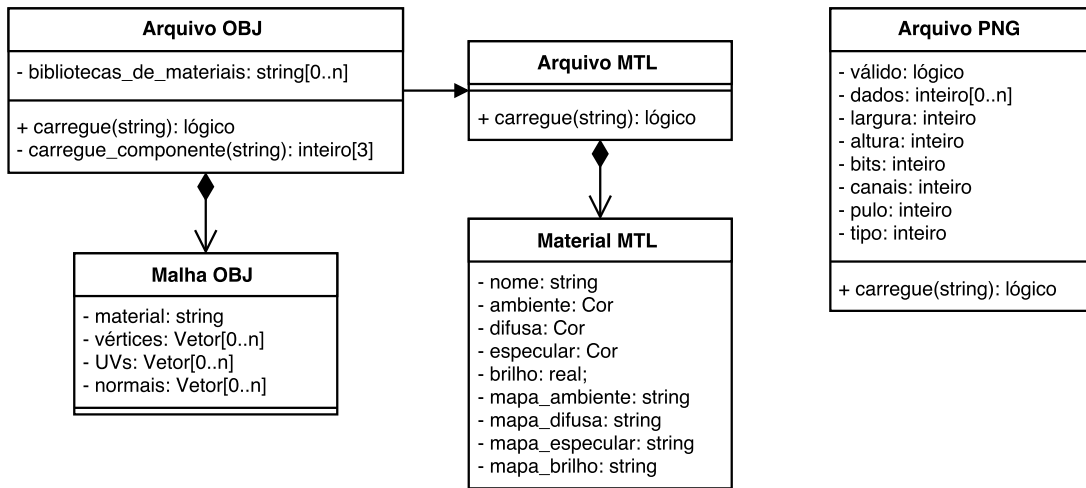 Arquivo OBJ
- bibliotecas_de_materiais: string[0..n]
+ carregue(string): lógico
- carregue_componente(string): inteiro[3]
Arquivo MTL
+ carregue(string): lógico
Arquivo PNG
- válido: lógico
- dados: inteiro[0..n]
- largura: inteiro
- altura: inteiro
- bits: inteiro
- canais: inteiro
- pulo: inteiro
- tipo: inteiro
+ carregue(string): lógico
Malha OBJ
- material: string
- vértices: Vetor[0..n]
- UVs: Vetor[0..n]
- normais: Vetor[0..n]
Material MTL
- nome: string
- ambiente: Cor
- difusa: Cor
- especular: Cor
- brilho: real;
- mapa_ambiente: string
- mapa_difusa: string
- mapa_especular: string
- mapa_brilho: string